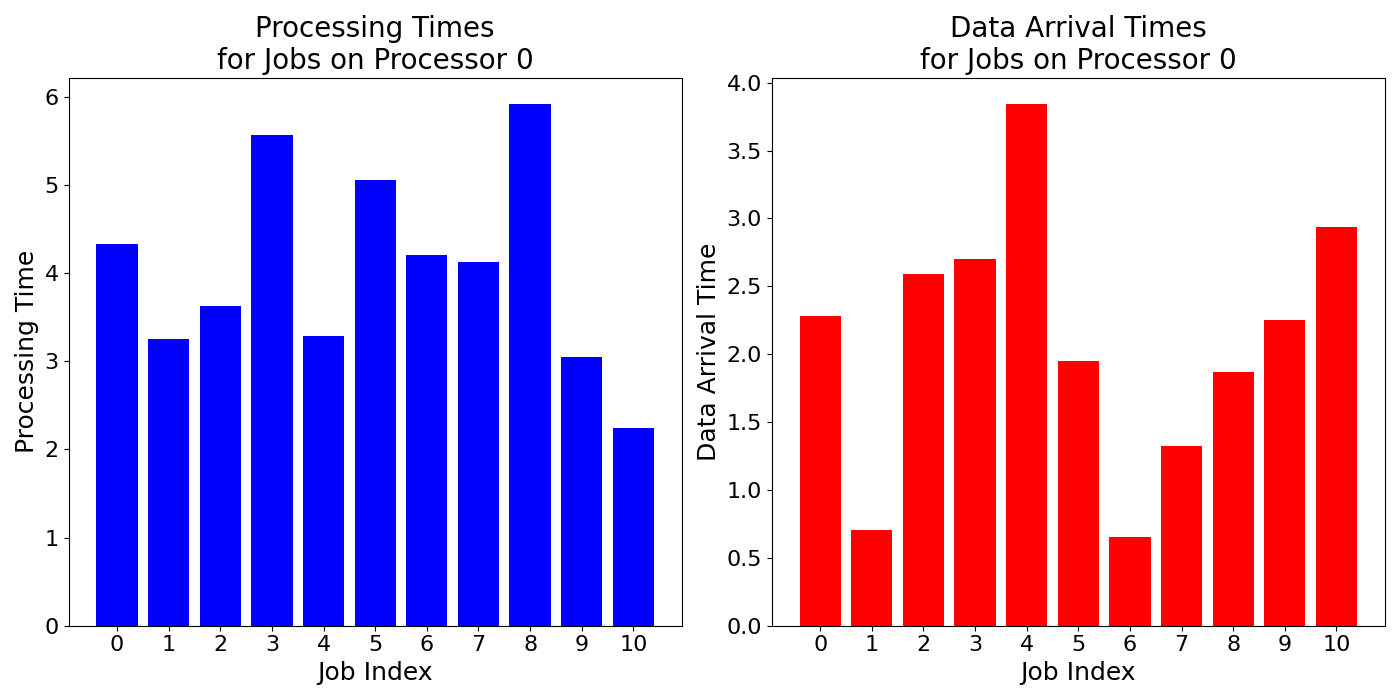 Processing Times
for Jobs on Processor 0
Processing Time
6
5
4
3
2
1
0
0 1 2 3 4 5 6 7 8 9 10
Job Index
Data Arrival Times
for Jobs on Processor 0
Data Arrival Time
4.0
3.5
3.0
2.5
2.0
1.5
1.0
0.5
0.0
0 1 2 3 4 5 6 7 8 9 10
Job Index